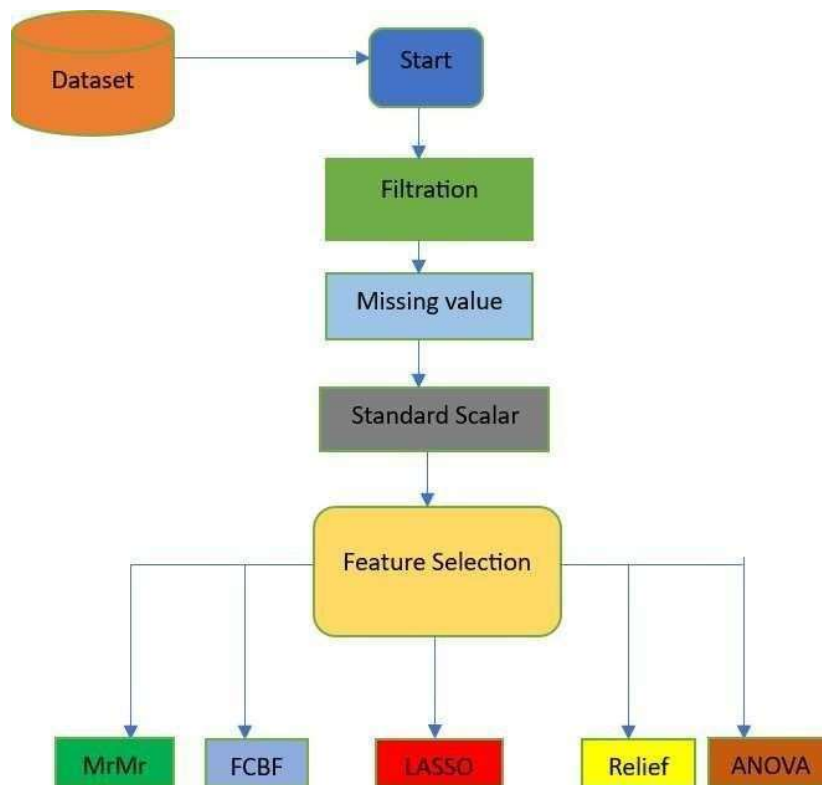 Dataset
Start
Filtration
Missing value
Standard Scalar
Feature Selection
MrMr
FCBF
LASSO
Relief
ANOVA